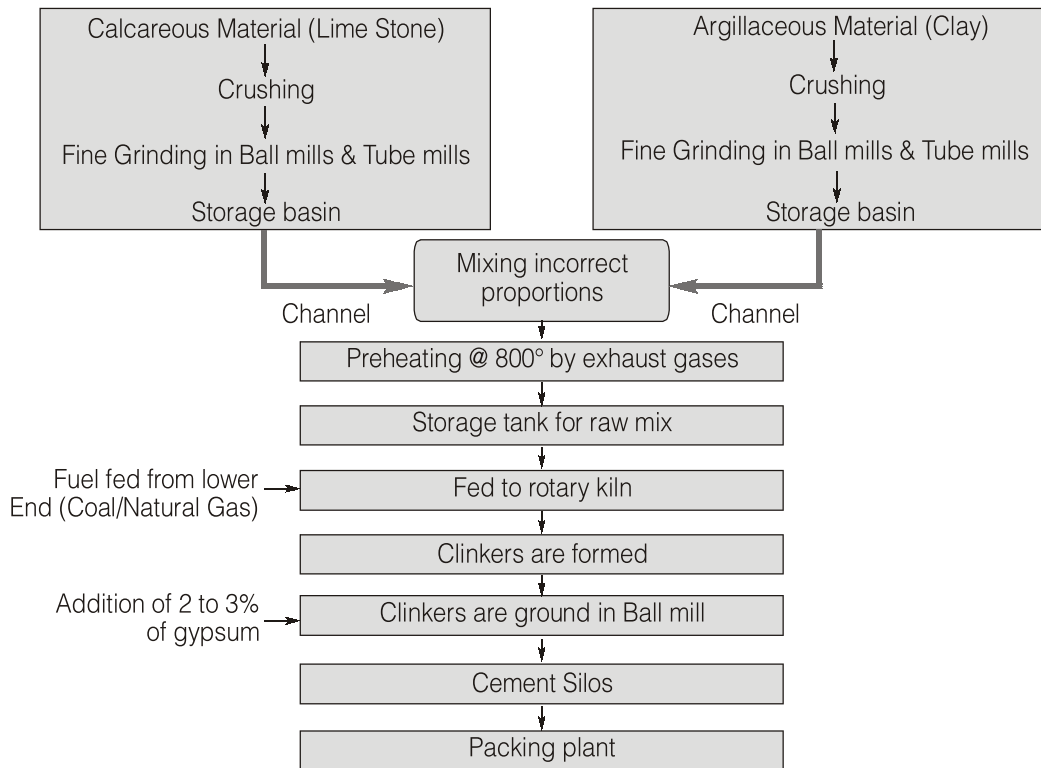 Calcareous Material (Lime Stone)
Crushing
Fine Grinding in Ball mills & Tube mills
Storage basin
Argillaceous Material (Clay)
Crushing
Fine Grinding in Ball mills & Tube mills
Storage basin
Mixing incorrect
proportions
Channel
Channel
Preheating @ 800° by exhaust gases
Storage tank for raw mix
Fuel fed from lower
End (Coal/Natural Gas)
Fed to rotary kiln
Clinkers are formed
Addition of 2 to 3%
of gypsum
Clinkers are ground in Ball mill
Cement Silos
Packing plant